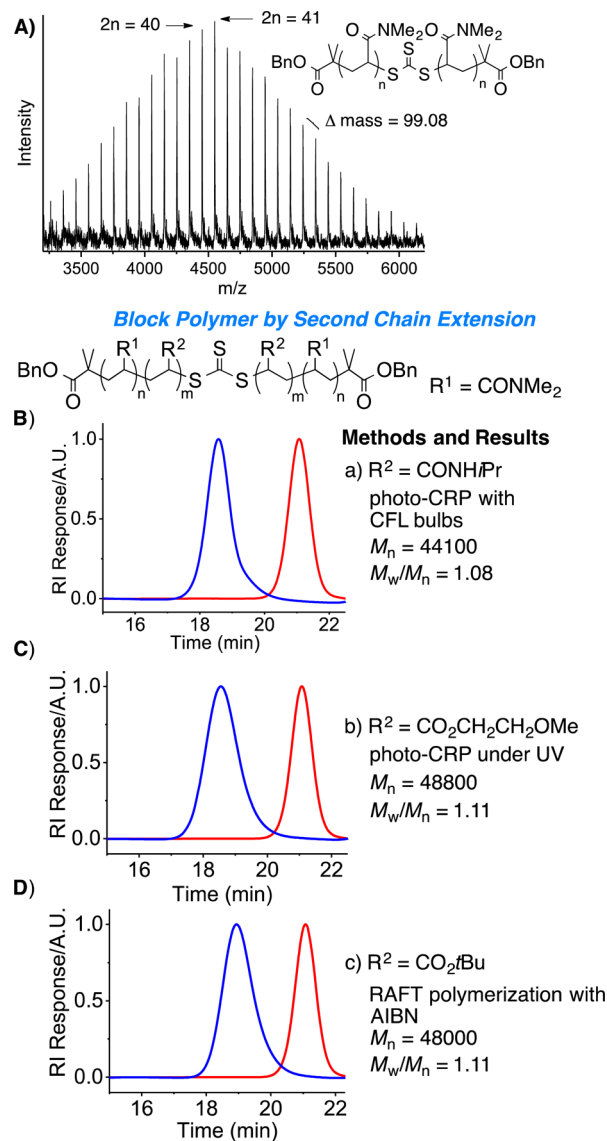 A)
2n = 40
2n = 41
NMe2 NMe2
O O
S
BnO
OBn
O
n
S S
n
O
Δ mass = 99.08
Intensity
3500 4000 4500 5000 5500 6000
m/z
Block Polymer by Second Chain Extension
R1 R2 S R2 R1
BnO
OBn
O
n m
S S
m n
O
R1 = CONMe2
B)
Methods and Results
RI Response/A.U.
1.0
0.5
0.0
16 18 20 22
Time (min)
a) R2 = CONHiPr
photo-CRP with
CFL bulbs
Mn = 44100
Mw/Mn = 1.08
C)
RI Response/A.U.
1.0
0.5
0.0
16 18 20 22
Time (min)
b) R2 = CO2CH2CH2OMe
photo-CRP under UV
Mn = 48800
Mw/Mn = 1.11
D)
RI Response/A.U.
1.0
0.5
0.0
16 18 20 22
Time (min)
c) R2 = CO2tBu
RAFT polymerization with
AIBN
Mn = 48000
Mw/Mn = 1.11